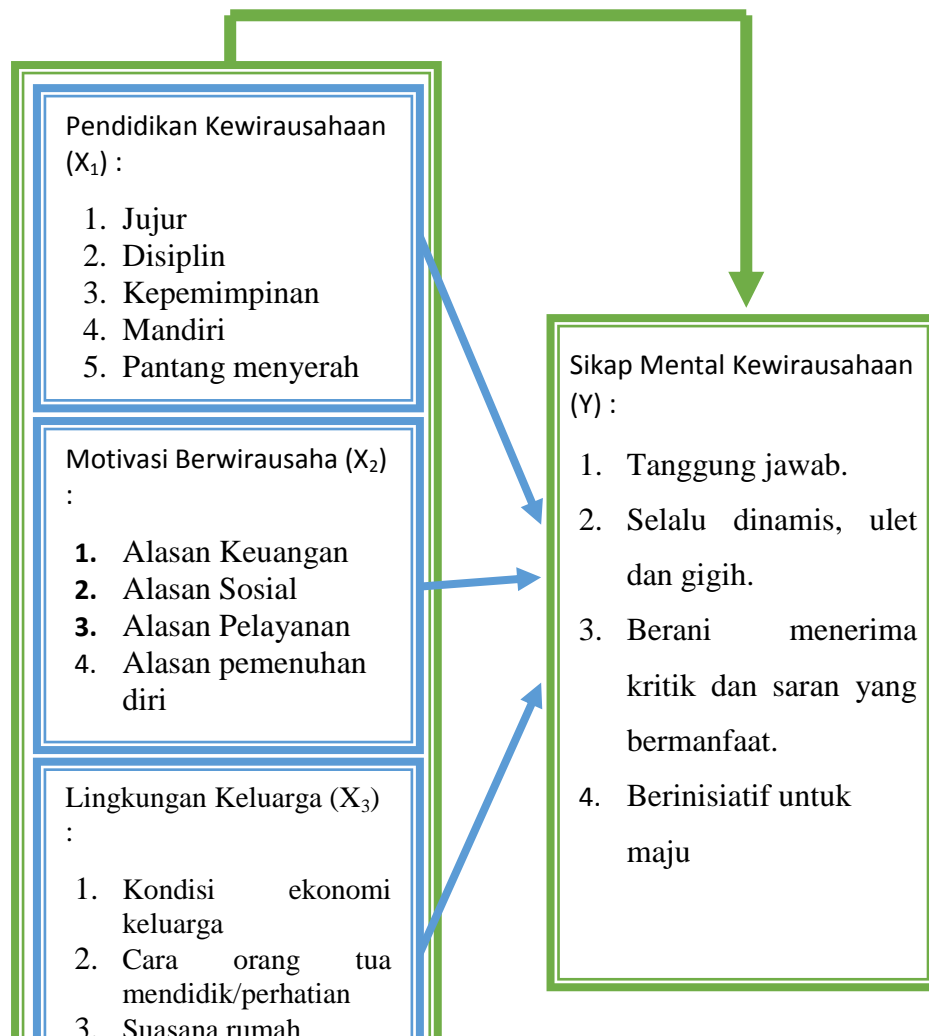 Pendidikan Kewirausahaan
(X₁) :
1. Jujur
2. Disiplin
3. Kepemimpinan
4. Mandiri
5. Pantang menyerah
Motivasi Berwirausaha (X₂)
:
1. Alasan Keuangan
2. Alasan Sosial
3. Alasan Pelayanan
4. Alasan pemenuhan
diri
Lingkungan Keluarga (X₃)
:
1. Kondisi ekonomi
keluarga
2. Cara orang tua
mendidik/perhatian
3. Suasana rumah
Sikap Mental Kewirausahaan
(Y) :
1. Tanggung jawab.
2. Selalu dinamis, ulet
dan gigih.
3. Berani menerima
kritik dan saran yang
bermanfaat.
4. Berinisiatif untuk
maju